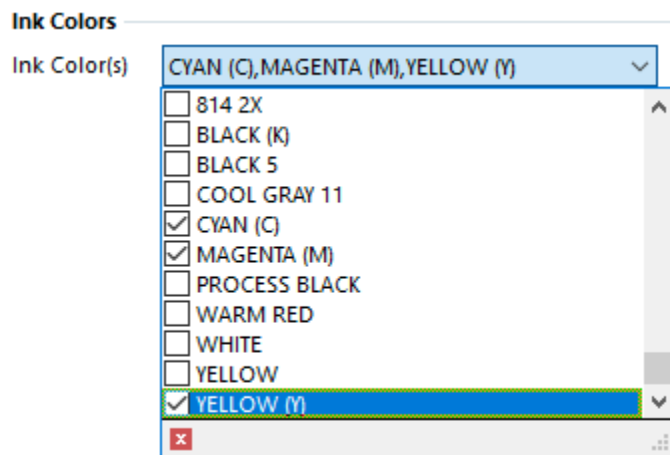 Ink Colors
Ink Color(s) CYAN (C),MAGENTA (M),YELLOW (Y)
814 2X
BLACK (K)
BLACK 5
COOL GRAY 11
CYAN (C)
MAGENTA (M)
PROCESS BLACK
WARM RED
WHITE
YELLOW
YELLOW (Y)